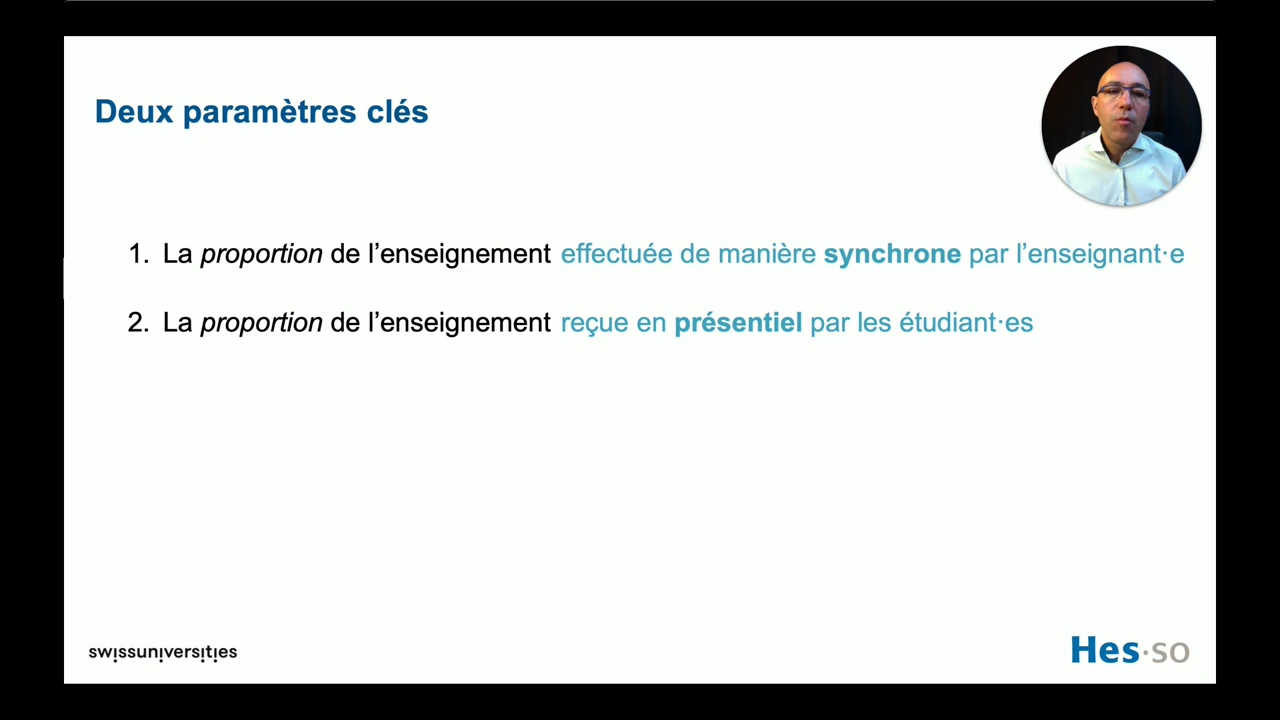 Deux paramètres clés
1. La proportion de l’enseignement effectuée de manière synchrone par l’enseignant·e
2. La proportion de l’enseignement reçue en présentiel par les étudiant·es
swissuniversities
Hes·so